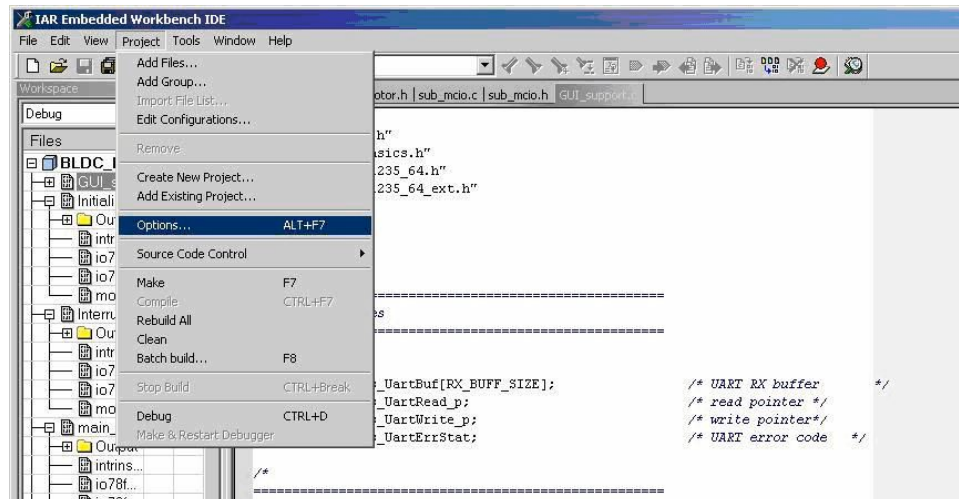 IAR Embedded Workbench IDE
File Edit View Project Tools Window Help
Workspace
Debug
Files
Add Files...
Add Group...
Import File List...
Edit Configurations...
Remove
Create New Project...
Add Existing Project...
Options... ALT+F7
Source Code Control
Make F7
Compile CTRL+F7
Rebuild All
Clean
Batch build... F8
Stop Build CTRL+Break
Debug CTRL+D
Make & Restart Debugger
otor.h | sub_mcio.c | sub_mcio.h GUI_support.c
h"
sics.h"
235_64.h"
235_64_ext.h"
=====================================
es
=====================================
_UartBuf[RX_BUFF_SIZE]; /* UART RX buffer */
_UartRead_p; /* read pointer */
_UartWrite_p; /* write pointer*/
_UartErrStat; /* UART error code */
/*
=====================================================
BLDC_
GUI_s
Initiali
Ou
intr
io7
io7
mo
Interru
Ou
intr
io7
io7
mo
main_
Output
intrins...
io78f...